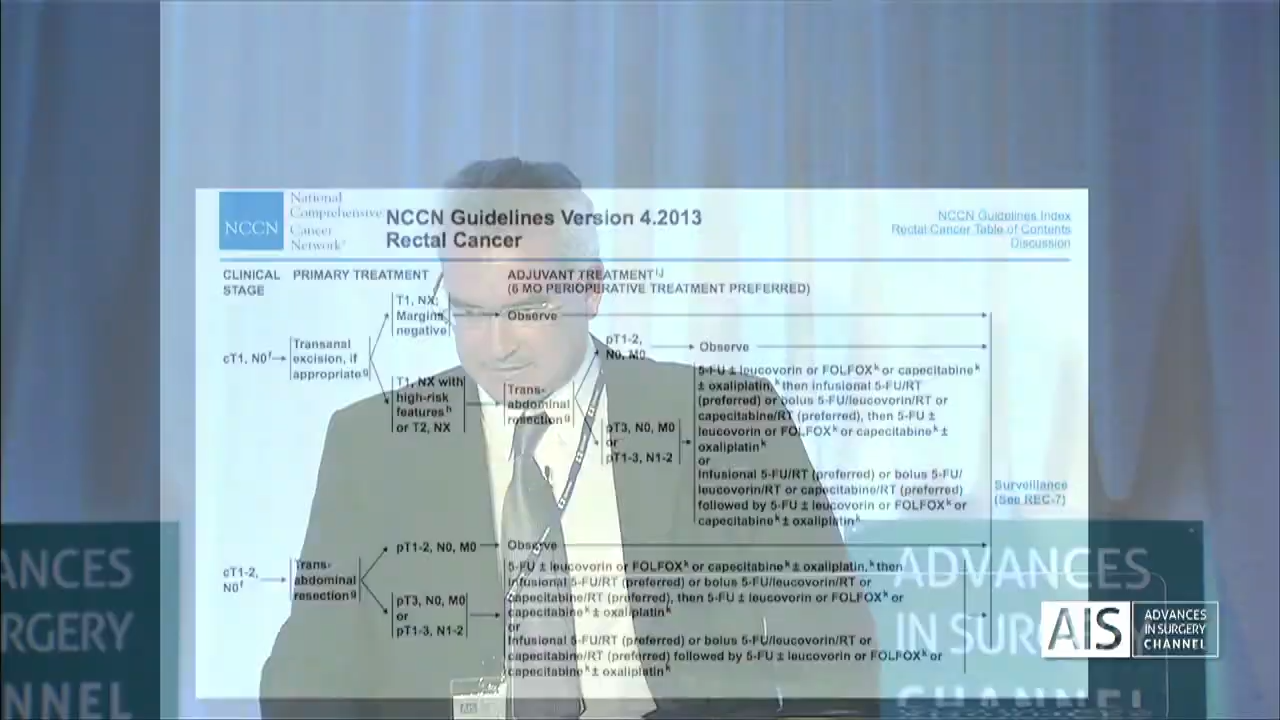 NCCN
National
Comprehensive
Cancer
Network®
NCCN Guidelines Version 4.2013
Rectal Cancer
NCCN Guidelines Index
Rectal Cancer Table of Contents
Discussion
CLINICAL
STAGE
PRIMARY TREATMENT
ADJUVANT TREATMENT i,j
(6 MO PERIOPERATIVE TREATMENT PREFERRED)
cT1, N0 f
Transanal
excision, if
appropriate g
T1, NX;
Margins
negative
Observe
T1, NX with
high-risk
features h
or T2, NX
Trans-
abdominal
resection g
pT1-2,
N0, M0
Observe
pT3, N0, M0
or
pT1-3, N1-2
5-FU ± leucovorin or FOLFOX k or capecitabine k
± oxaliplatin, k then infusional 5-FU/RT
(preferred) or bolus 5-FU/leucovorin/RT or
capecitabine/RT (preferred), then 5-FU ±
leucovorin or FOLFOX k or capecitabine k ±
oxaliplatin k
or
Infusional 5-FU/RT (preferred) or bolus 5-FU/
leucovorin/RT or capecitabine/RT (preferred)
followed by 5-FU ± leucovorin or FOLFOX k or
capecitabine k ± oxaliplatin k
Surveillance
(See REC-7)
cT1-2,
N0 f
Trans-
abdominal
resection g
pT1-2, N0, M0
Observe
pT3, N0, M0
or
pT1-3, N1-2
5-FU ± leucovorin or FOLFOX k or capecitabine k ± oxaliplatin, k then
infusional 5-FU/RT (preferred) or bolus 5-FU/leucovorin/RT or
capecitabine/RT (preferred), then 5-FU ± leucovorin or FOLFOX k or
capecitabine k ± oxaliplatin k
or
Infusional 5-FU/RT (preferred) or bolus 5-FU/leucovorin/RT or
capecitabine/RT (preferred) followed by 5-FU ± leucovorin or FOLFOX k or
capecitabine k ± oxaliplatin k
ANCES
RGERY
NNEL
ADVANCES
IN SURG
CHANNEL
AIS
AIS
ADVANCES
IN SURGERY
CHANNEL